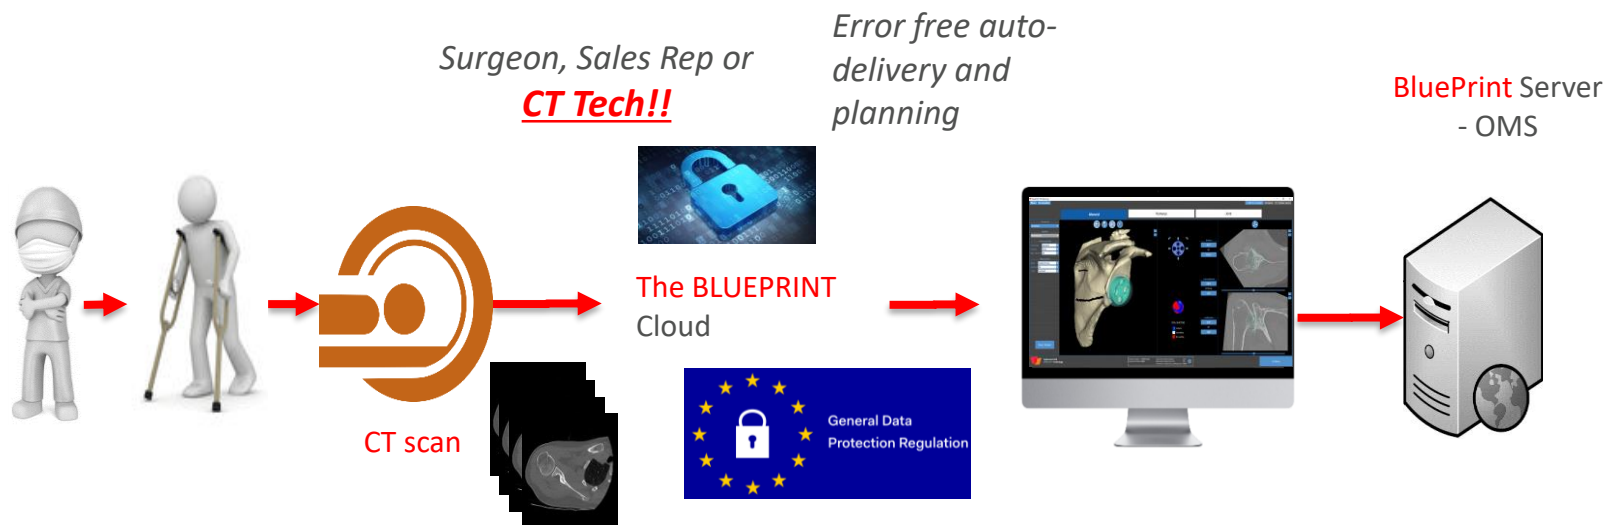 Surgeon, Sales Rep or
CT Tech!!
Error free auto-
delivery and
planning
BluePrint Server
- OMS
The BLUEPRINT
Cloud
CT scan
General Data
Protection Regulation